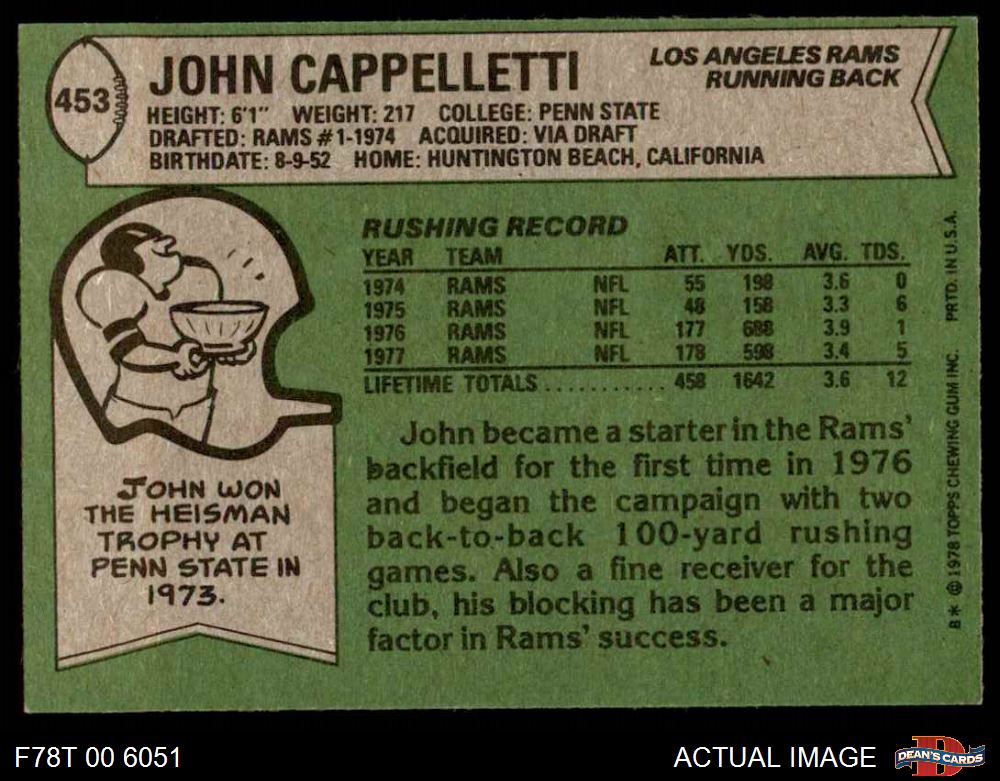 453
JOHN CAPPELLETTI
LOS ANGELES RAMS
RUNNING BACK
HEIGHT: 6'1" WEIGHT: 217 COLLEGE: PENN STATE
DRAFTED: RAMS #1-1974 ACQUIRED: VIA DRAFT
BIRTHDATE: 8-9-52 HOME: HUNTINGTON BEACH, CALIFORNIA
RUSHING RECORD
YEAR TEAM ATT. YDS. AVG. TDS.
1974 RAMS NFL 55 198 3.6 0
1975 RAMS NFL 48 158 3.3 6
1976 RAMS NFL 177 688 3.9 1
1977 RAMS NFL 178 598 3.4 5
LIFETIME TOTALS ........... 458 1642 3.6 12
John became a starter in the Rams'
backfield for the first time in 1976
and began the campaign with two
back-to-back 100-yard rushing
games. Also a fine receiver for the
club, his blocking has been a major
factor in Rams' success.
JOHN WON
THE HEISMAN
TROPHY AT
PENN STATE IN
1973.
B* © 1978 TOPPS CHEWING GUM INC. PRTD. IN U.S.A.
F78T 00 6051
ACTUAL IMAGE
D
DEAN'S CARDS